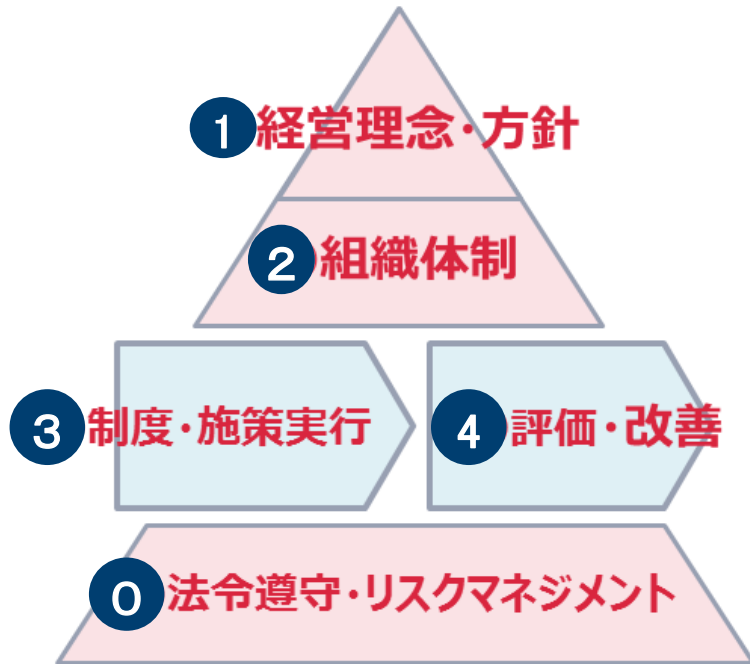 1 経営理念・方針
2 組織体制
3 制度・施策実行
4 評価・改善
0 法令遵守・リスクマネジメント